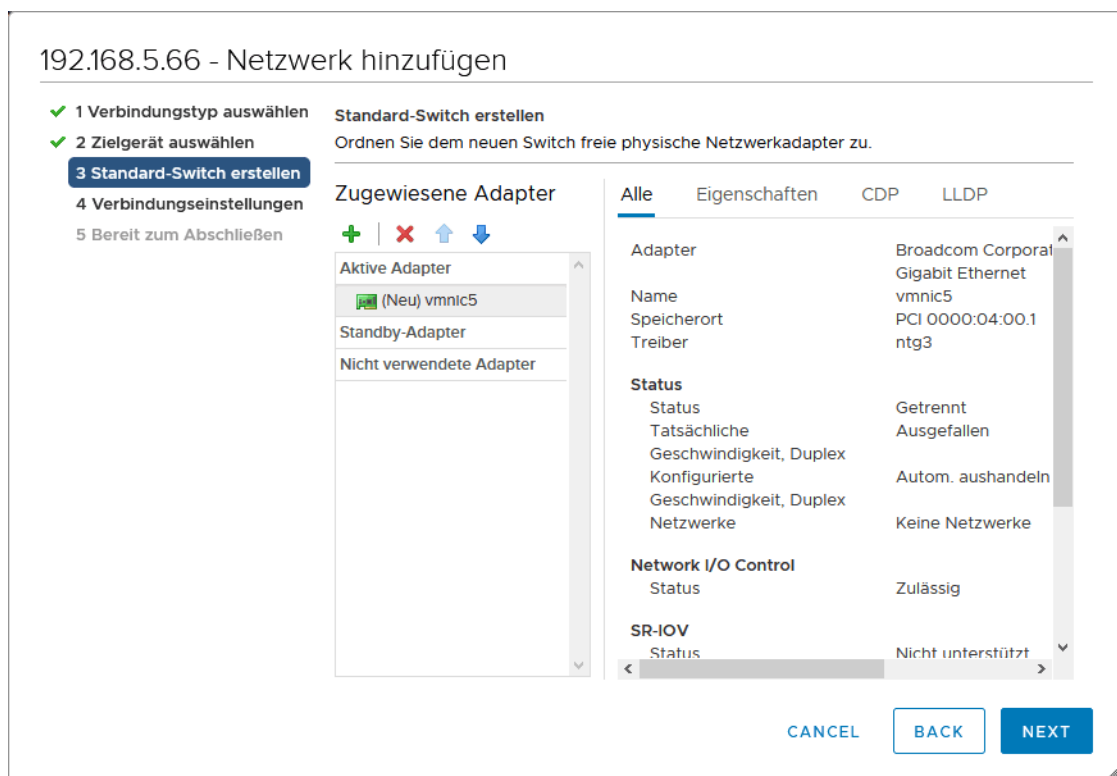 192.168.5.66 - Netzwerk hinzufügen
1 Verbindungstyp auswählen
2 Zielgerät auswählen
3 Standard-Switch erstellen
4 Verbindungseinstellungen
5 Bereit zum Abschließen
Standard-Switch erstellen
Ordnen Sie dem neuen Switch freie physische Netzwerkadapter zu.
Zugewiesene Adapter
Aktive Adapter
(Neu) vmnic5
Standby-Adapter
Nicht verwendete Adapter
Alle Eigenschaften CDP LLDP
Adapter Broadcom Corporat
Gigabit Ethernet
Name vmnic5
Speicherort PCI 0000:04:00.1
Treiber ntg3
Status
Status Getrennt
Tatsächliche Ausgefallen
Geschwindigkeit, Duplex
Konfigurierte Autom. aushandeln
Geschwindigkeit, Duplex
Netzwerke Keine Netzwerke
Network I/O Control
Status Zulässig
SR-IOV
Status Nicht unterstützt
CANCEL BACK NEXT